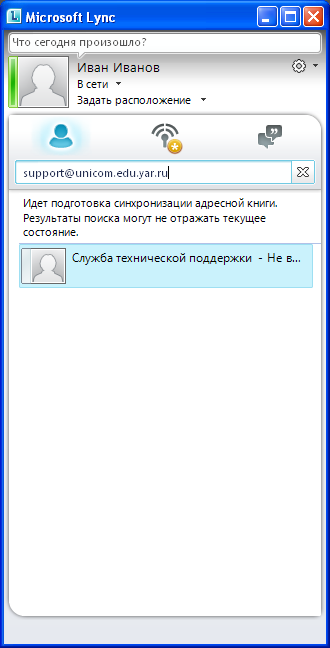 Microsoft Lync
Что сегодня произошло?
Иван Иванов
В сети
Задать расположение
support@unicom.edu.yar.ru
Идет подготовка синхронизации адресной книги.
Результаты поиска могут не отражать текущее
состояние.
Служба технической поддержки - Не в...